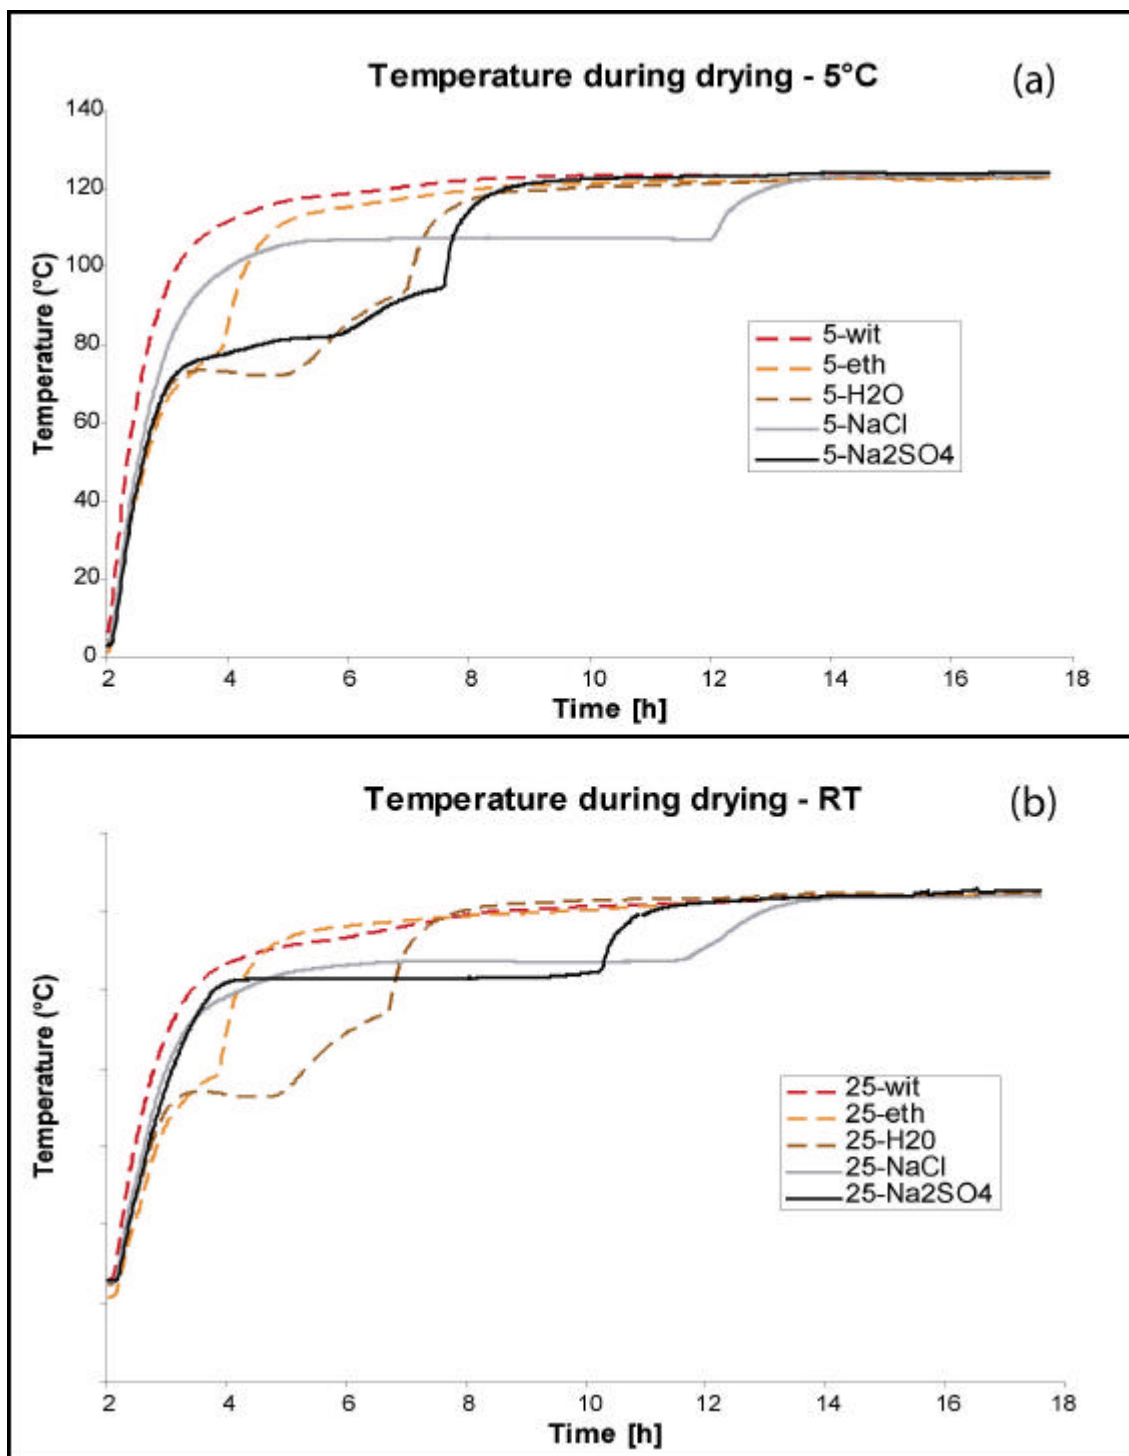 Temperature during drying - 5°C
(a)
140
120
100
80
60
40
20
0
Temperature (°C)
5-wit
5-eth
5-H2O
5-NaCl
5-Na2SO4
2 4 6 8 10 12 14 16 18
Time [h]
Temperature during drying - RT
(b)
Temperature (°C)
25-wit
25-eth
25-H20
25-NaCl
25-Na2SO4
2 4 6 8 10 12 14 16 18
Time [h]